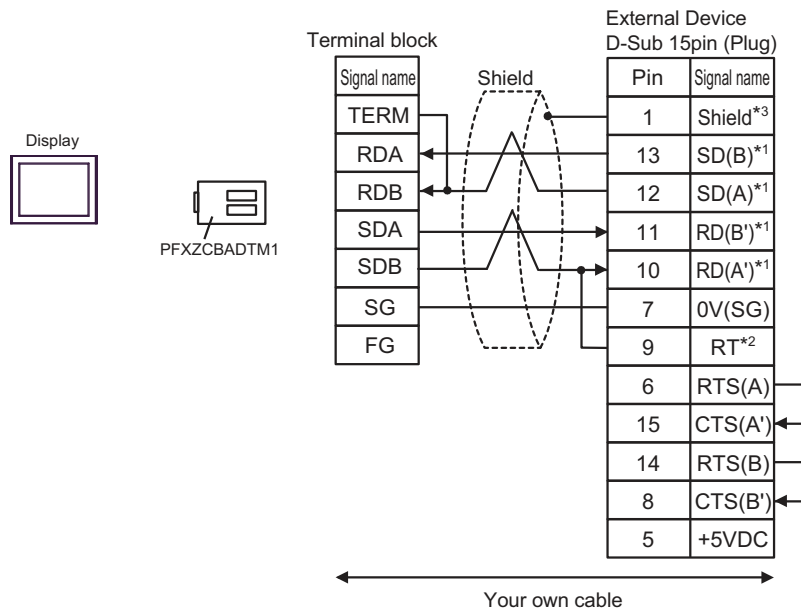 External Device
Terminal block
D-Sub 15pin (Plug)
Signal name
Shield
Pin
Signal name
TERM
1
Shield*3
Display
RDA
13
SD(B)*1
RDB
12
SD(A)*1
PFXZCBADTM1
SDA
11
RD(B')*1
SDB
10
RD(A')*1
SG
7
0V(SG)
FG
9
RT*2
6
RTS(A)
15
CTS(A')
14
RTS(B)
8
CTS(B')
5
+5VDC
Your own cable